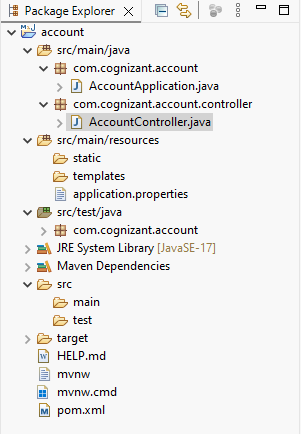 Package Explorer
account
src/main/java
com.cognizant.account
AccountApplication.java
com.cognizant.account.controller
AccountController.java
src/main/resources
static
templates
application.properties
src/test/java
com.cognizant.account
JRE System Library [JavaSE-17]
Maven Dependencies
src
main
test
target
HELP.md
mvnw
mvnw.cmd
pom.xml